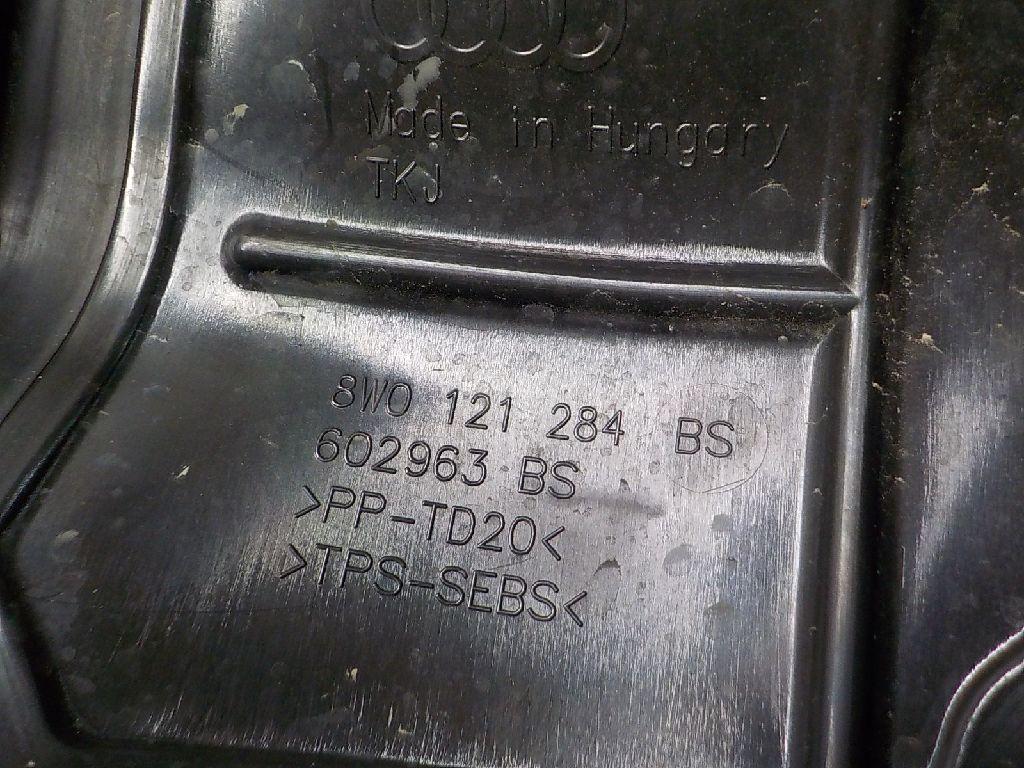 Made in Hungary
TKJ
8W0 121 284 BS
602963 BS
>PP-TD20<
>TPS-SEBS<